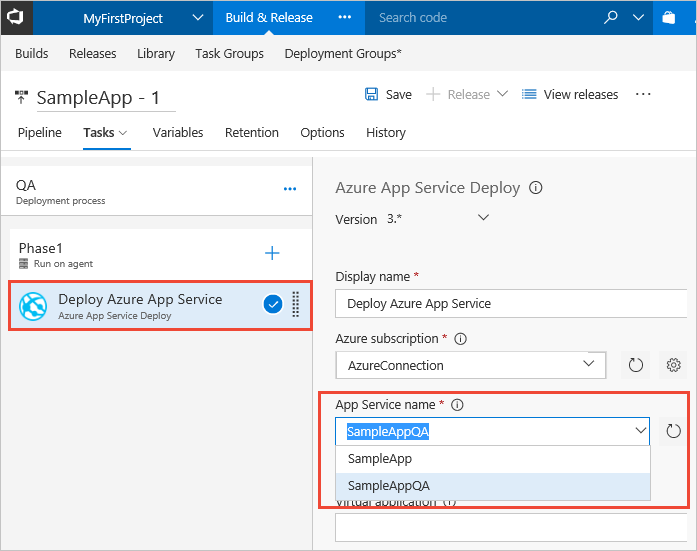 MyFirstProject
Build & Release
Search code
Builds
Releases
Library
Task Groups
Deployment Groups*
SampleApp - 1
Save
Release
View releases
Pipeline
Tasks
Variables
Retention
Options
History
QA
Deployment process
Phase1
Run on agent
Deploy Azure App Service
Azure App Service Deploy
Azure App Service Deploy
Version 3.*
Display name *
Deploy Azure App Service
Azure subscription *
AzureConnection
App Service name *
SampleAppQA
SampleApp
SampleAppQA
Virtual application